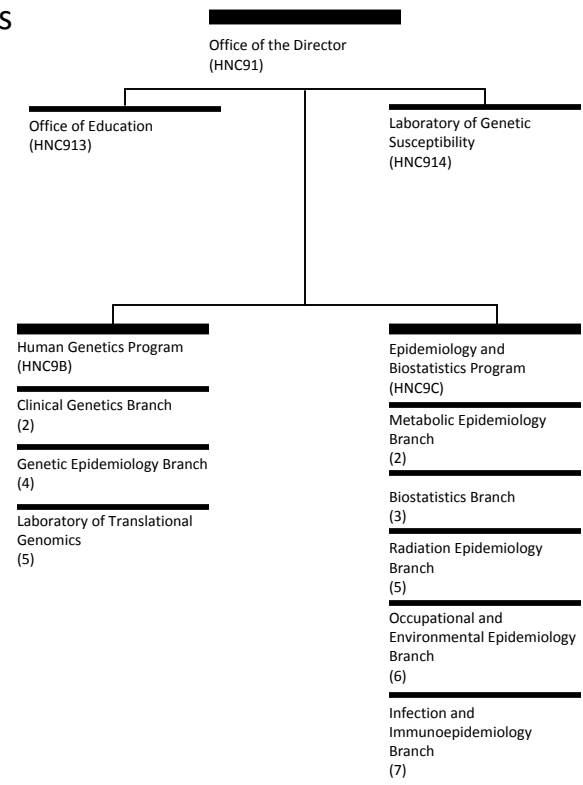 s
Office of the Director
(HNC91)
Office of Education
(HNC913)
Laboratory of Genetic
Susceptibility
(HNC914)
Human Genetics Program
(HNC9B)
Clinical Genetics Branch
(2)
Genetic Epidemiology Branch
(4)
Laboratory of Translational
Genomics
(5)
Epidemiology and
Biostatistics Program
(HNC9C)
Metabolic Epidemiology
Branch
(2)
Biostatistics Branch
(3)
Radiation Epidemiology
Branch
(5)
Occupational and
Environmental Epidemiology
Branch
(6)
Infection and
Immunoepidemiology
Branch
(7)